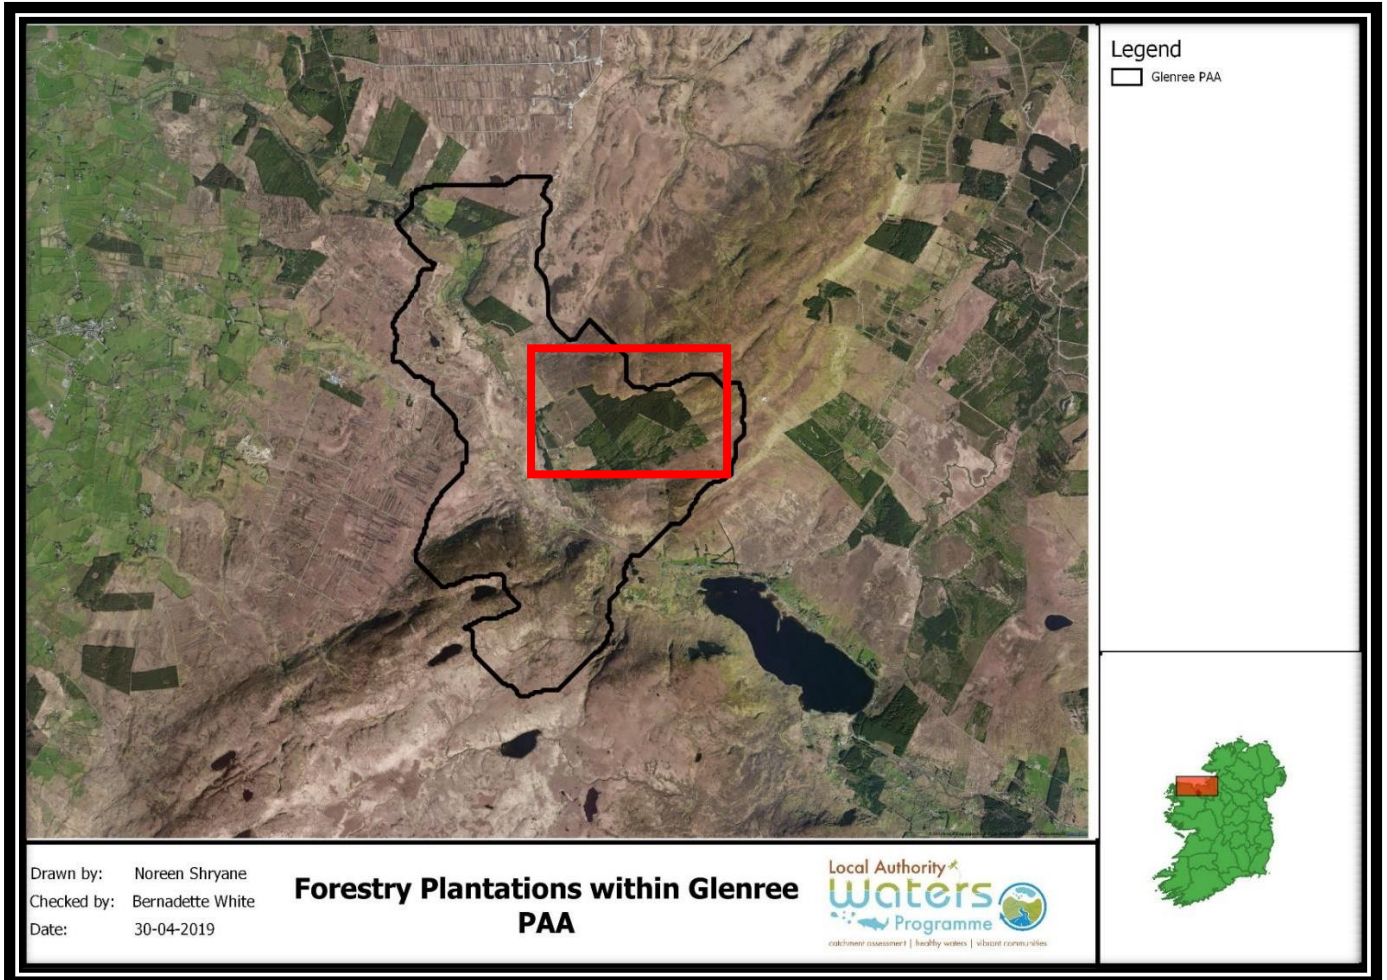 Legend
Glenree PAA
Drawn by: Noreen Shryane
Checked by: Bernadette White
Date: 30-04-2019
Forestry Plantations within Glenree
PAA
Local Authority
Waters
Programme
catchment assessment | healthy waters | vibrant communities